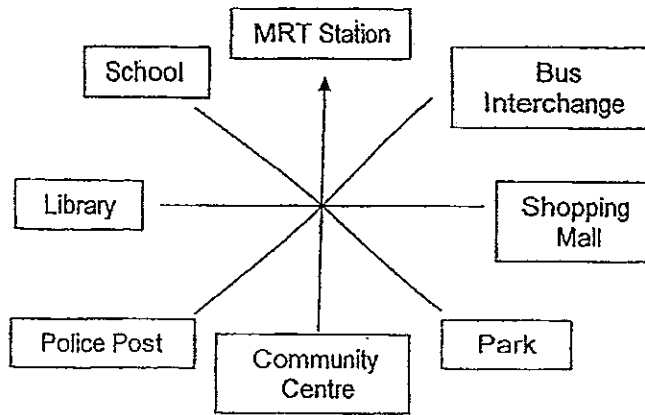 MRT Station
School
Bus
Interchange
Library
Shopping
Mall
Police Post
Community
Centre
Park